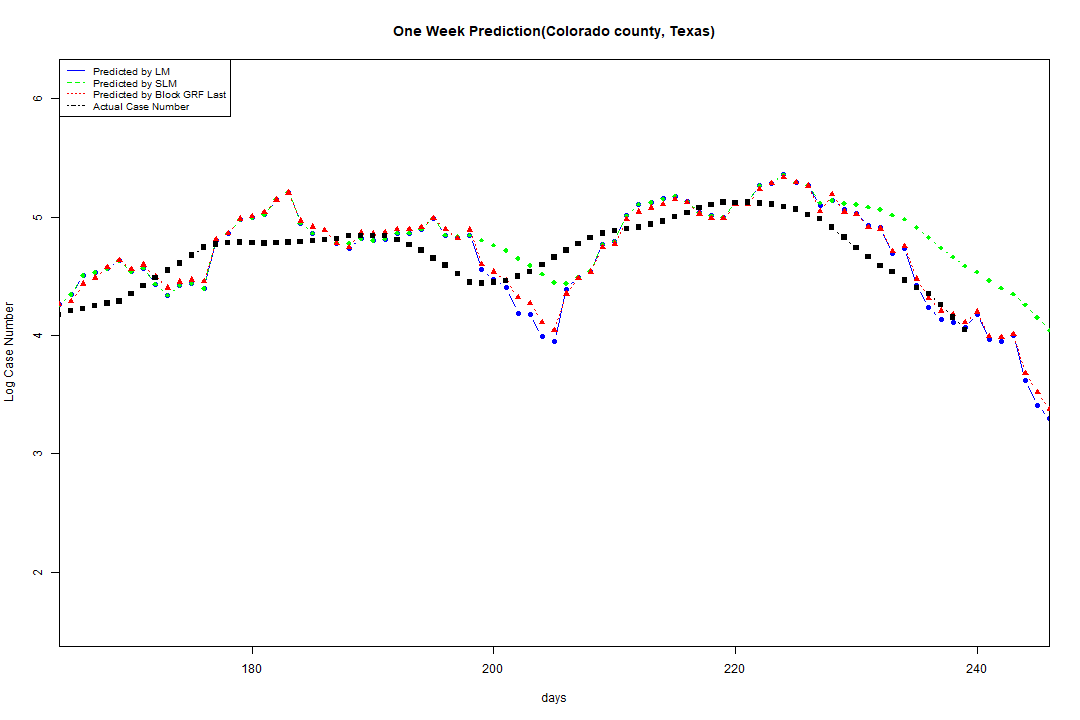 One Week Prediction(Colorado county, Texas)
Predicted by LM
Predicted by SLM
Predicted by Block GRF Last
Actual Case Number
6
5
4
3
2
Log Case Number
180 200 220 240
days